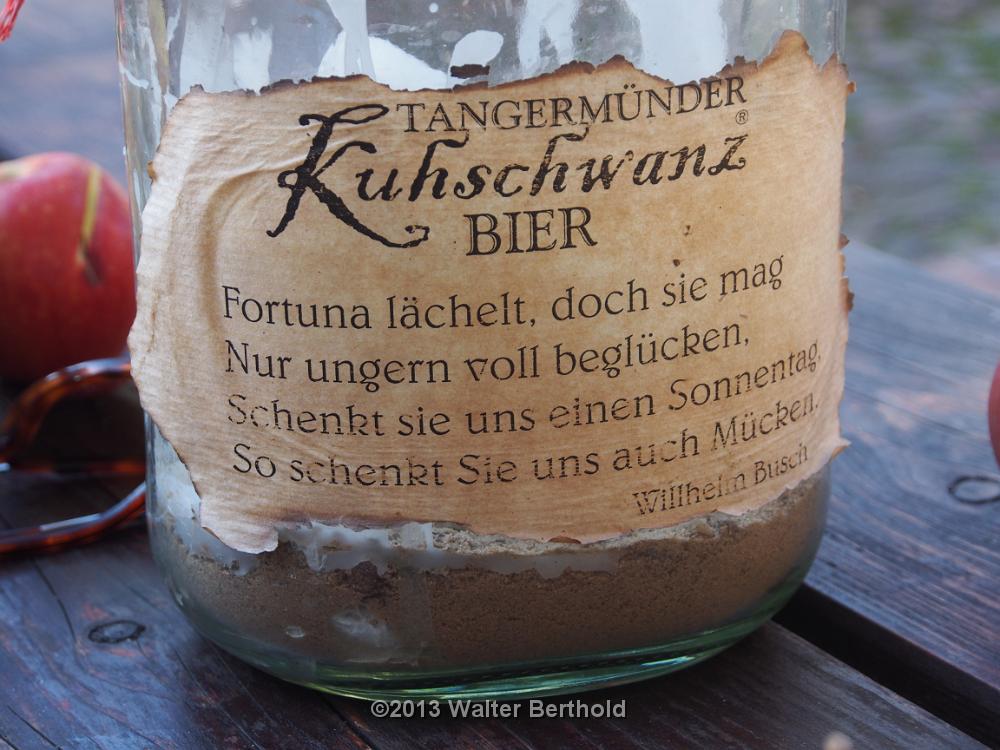 TANGERMÜNDER
Kuhschwanz®
BIER
Fortuna lächelt, doch sie mag
Nur ungern voll beglücken,
Schenkt sie uns einen Sonnentag,
So schenkt Sie uns auch Mücken.
Willhelm Busch
©2013 Walter Berthold